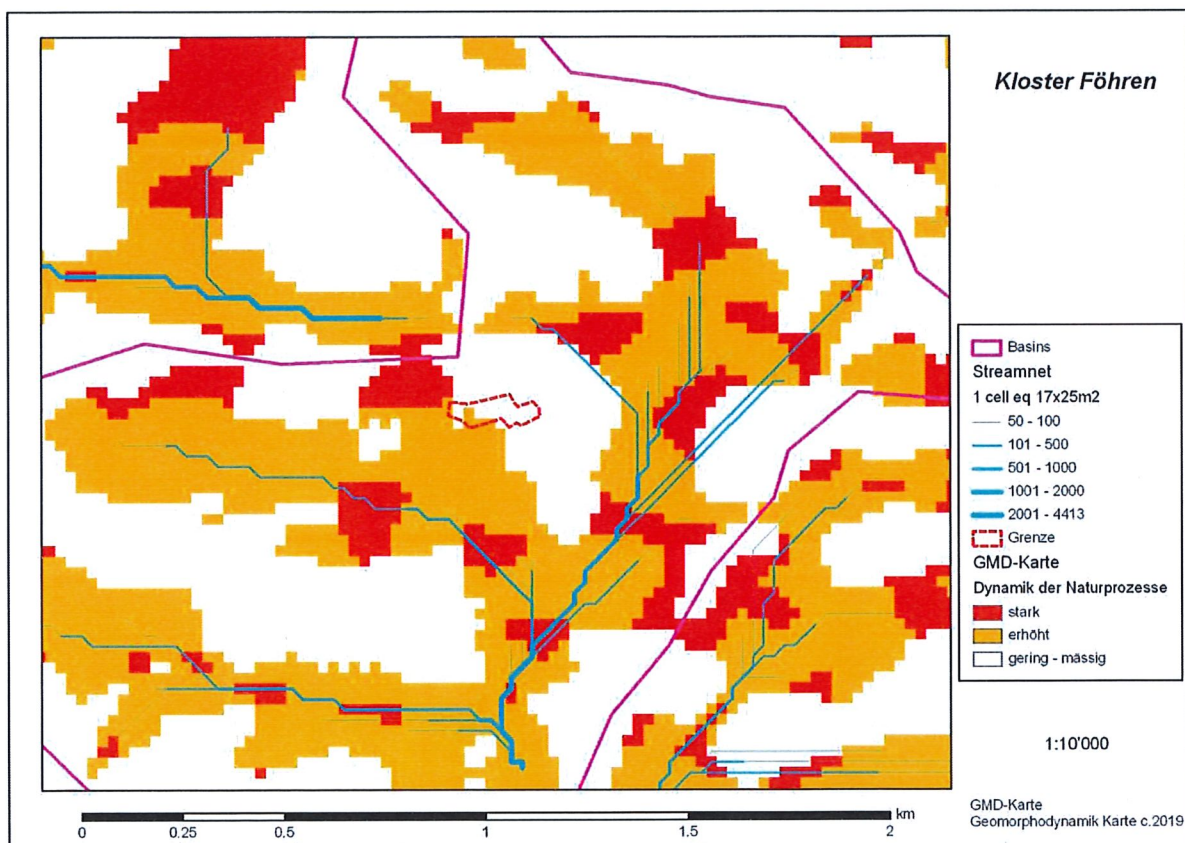 Kloster Föhren
Basins
Streamnet
1 cell eq 17x25m2
50 - 100
101 - 500
501 - 1000
1001 - 2000
2001 - 4413
Grenze
GMD-Karte
Dynamik der Naturprozesse
stark
erhöht
gering - mässig
1:10'000
GMD-Karte
Geomorphodynamik Karte c.2019
km
0 0.25 0.5 1 1.5 2